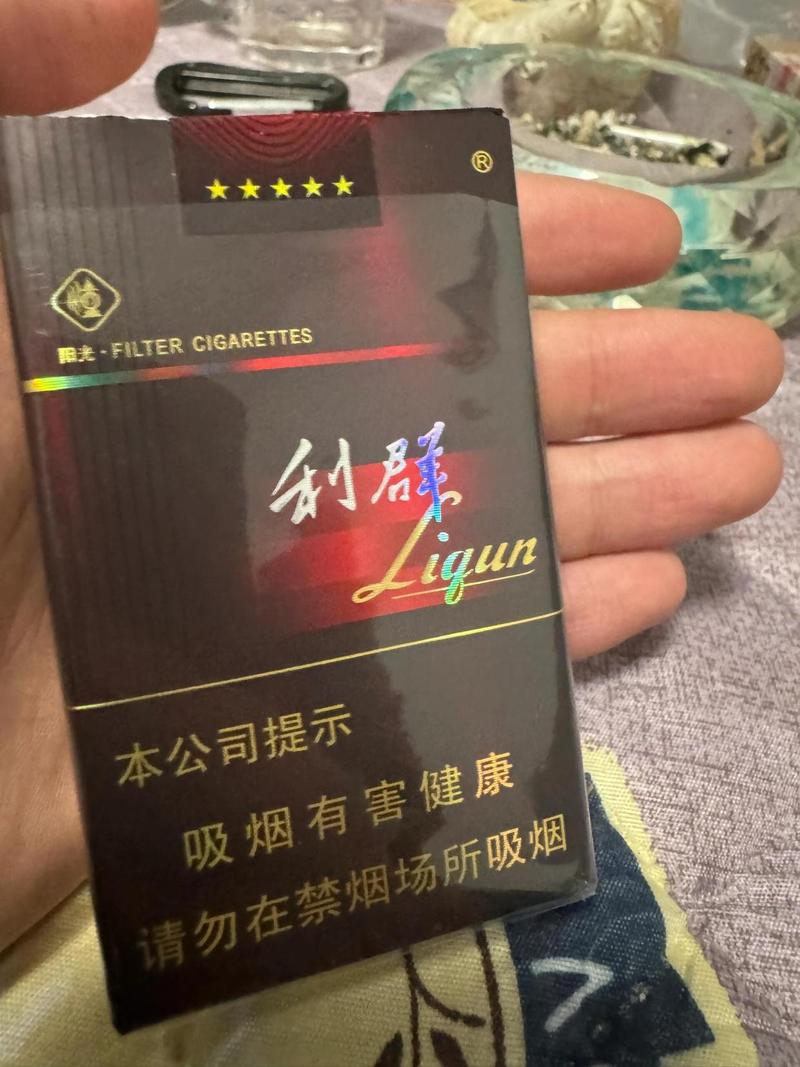 ®
阳光·FILTER CIGARETTES
利群
Liqun
本公司提示
吸烟有害健康
请勿在禁烟场所吸烟